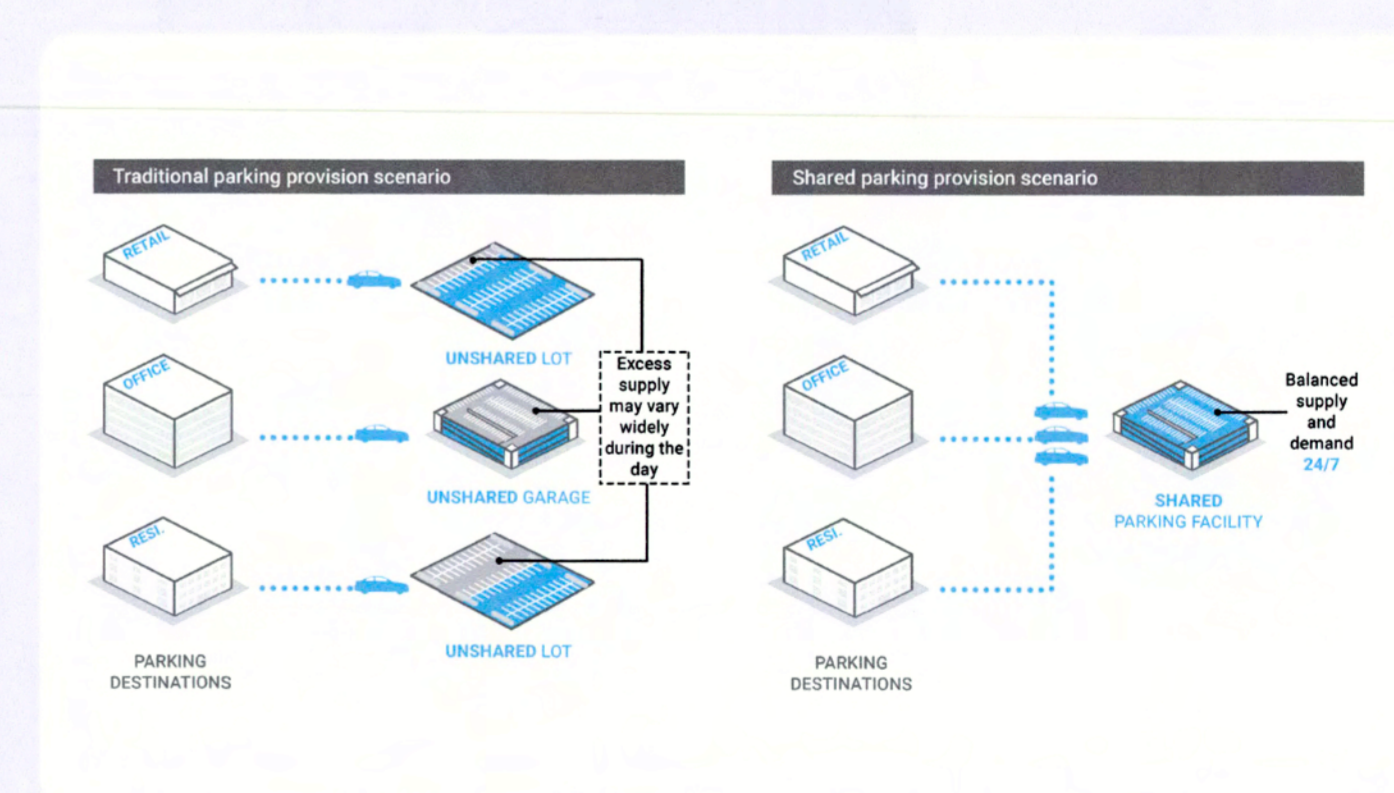 Traditional parking provision scenario
RETAIL
UNSHARED LOT
OFFICE
UNSHARED GARAGE
RESI.
UNSHARED LOT
Excess
supply
may vary
widely
during the
day
PARKING
DESTINATIONS
Shared parking provision scenario
RETAIL
OFFICE
RESI.
Balanced
supply
and
demand
24/7
SHARED
PARKING FACILITY
PARKING
DESTINATIONS